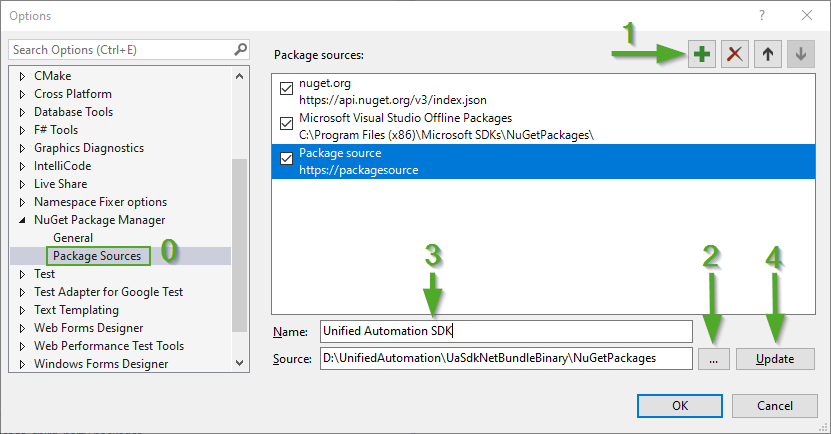 Options
?
Search Options (Ctrl+E)
CMake
Cross Platform
Database Tools
F# Tools
Graphics Diagnostics
IntelliCode
Live Share
Namespace Fixer options
NuGet Package Manager
General
Package Sources
0
Test
Test Adapter for Google Test
Text Templating
Web Forms Designer
Web Performance Test Tools
Windows Forms Designer
Package sources:
1
nuget.org
https://api.nuget.org/v3/index.json
Microsoft Visual Studio Offline Packages
C:\Program Files (x86)\Microsoft SDKs\NuGetPackages\
Package source
https://packagesource
3
2
4
Name: Unified Automation SDK
Source: D:\UnifiedAutomation\UaSdkNetBundleBinary\NuGetPackages ... Update
OK Cancel